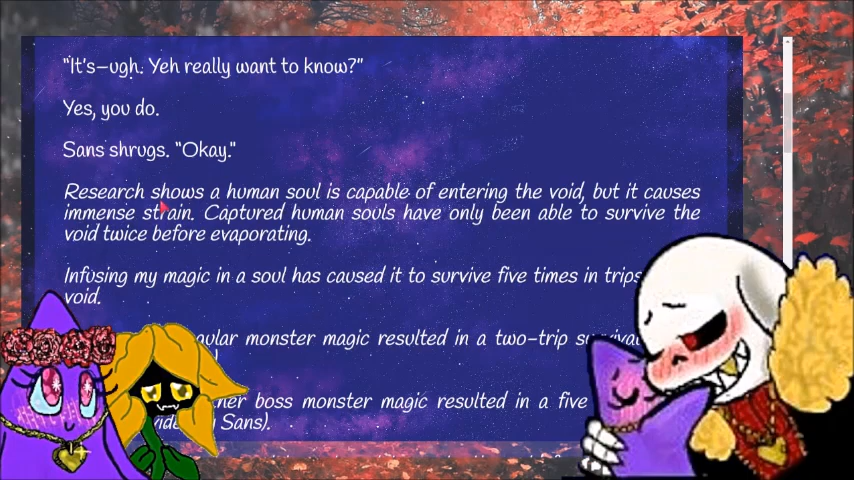 "It's–ugh. Yeh really want to know?"
Yes, you do.
Sans shrugs. "Okay."
Research shows a human soul is capable of entering the void, but it causes
immense strain. Captured human souls have only been able to survive the
void twice before evaporating.
Infusing my magic in a soul has caused it to survive five times in trips
void.
monster magic resulted in a two-trip
boss monster magic resulted in a five
Sans).